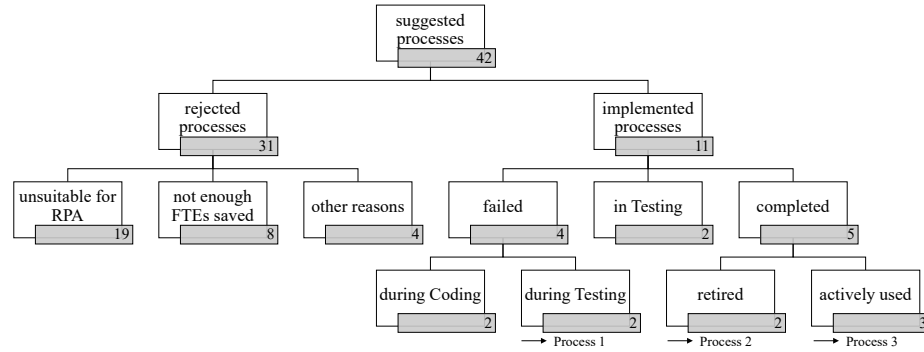 suggested
processes
42
rejected
processes
31
implemented
processes
11
unsuitable for
RPA
19
not enough
FTEs saved
8
other reasons
4
failed
4
in Testing
2
completed
5
during Coding
2
during Testing
2
retired
2
actively used
3
Process 1
Process 2
Process 3